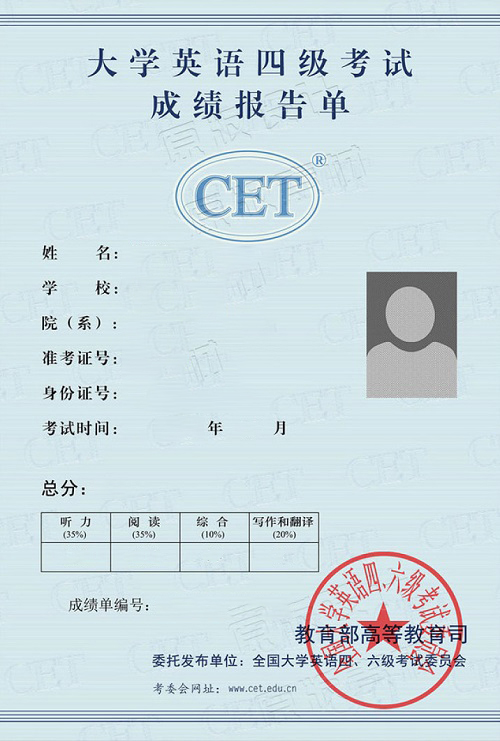 大学英语四级考试
成绩报告单
CET®
姓 名：
学 校：
院（系）：
准考证号：
身份证号：
考试时间： 年 月
总分：
听 力 阅 读 综 合 写作和翻译
(35%) (35%) (10%) (20%)
成绩单编号：
全国大学英语四、六级考试委员会
教育部高等教育司
委托发布单位：全国大学英语四、六级考试委员会
考委会网址：www.cet.edu.cn